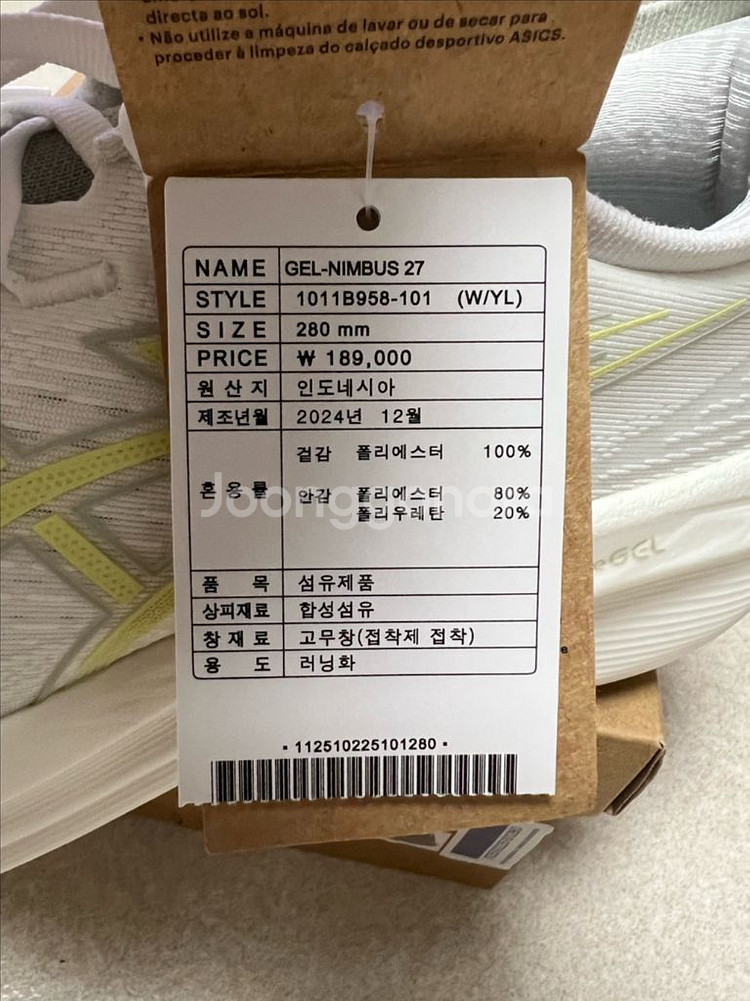 directa ao sol.
• Não utilize a máquina de lavar ou de secar para
proceder à limpeza do calçado desportivo ASICS.
NAME GEL-NIMBUS 27
STYLE 1011B958-101 (W/YL)
SIZE 280 mm
PRICE ₩ 189,000
원 산 지 인도네시아
제조년월 2024년 12월
겉감 폴리에스터 100%
혼 용 률 안감 폴리에스터 80%
폴리우레탄 20%
Joonggonara
품 목 섬유제품
상피재료 합성섬유
창 재 료 고무창(접착제 접착)
용 도 러닝화
• 112510225101280 •
GEL